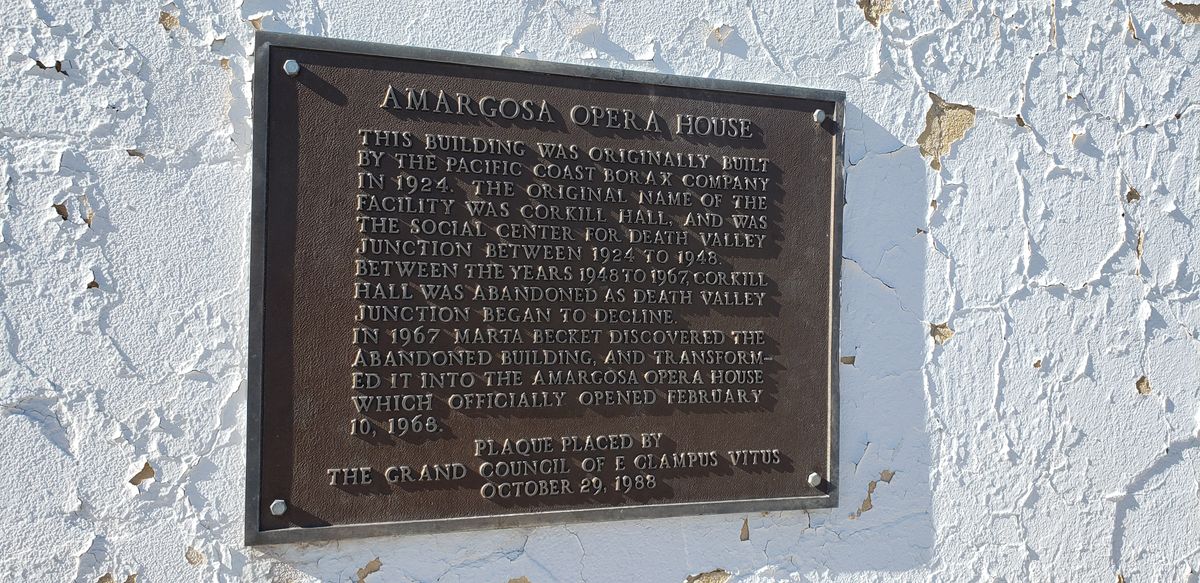 AMARGOSA OPERA HOUSE
THIS BUILDING WAS ORIGINALLY BUILT
BY THE PACIFIC COAST BORAX COMPANY
IN 1924. THE ORIGINAL NAME OF THE
FACILITY WAS CORKILL HALL, AND WAS
THE SOCIAL CENTER FOR DEATH VALLEY
JUNCTION BETWEEN 1924 TO 1948.
BETWEEN THE YEARS 1948 TO 1967, CORKILL
HALL WAS ABANDONED AS DEATH VALLEY
JUNCTION BEGAN TO DECLINE.
IN 1967 MARTA BECKET DISCOVERED THE
ABANDONED BUILDING, AND TRANSFORM-
ED IT INTO THE AMARGOSA OPERA HOUSE
WHICH OFFICIALLY OPENED FEBRUARY
10, 1968.
PLAQUE PLACED BY
THE GRAND COUNCIL OF E CLAMPUS VITUS
OCTOBER 29, 1988